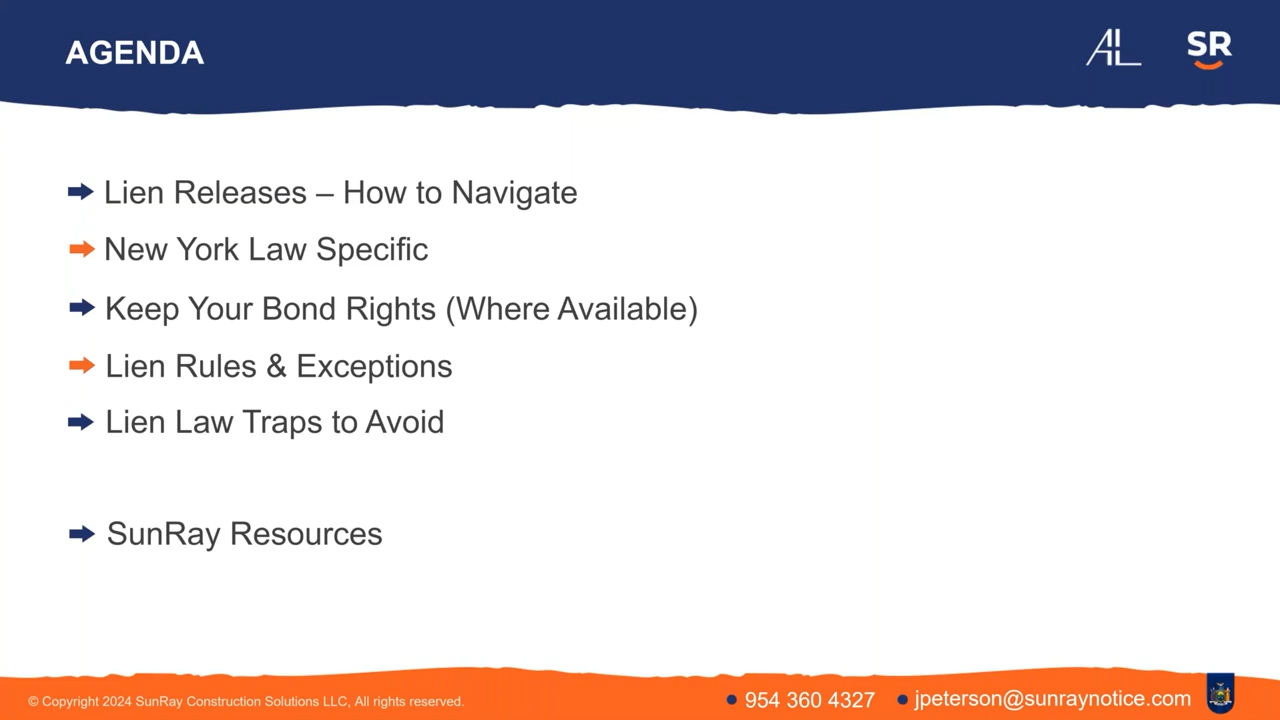 AGENDA
AL
SR
Lien Releases – How to Navigate
New York Law Specific
Keep Your Bond Rights (Where Available)
Lien Rules & Exceptions
Lien Law Traps to Avoid
SunRay Resources
© Copyright 2024 SunRay Construction Solutions LLC, All rights reserved.
954 360 4327
jpeterson@sunraynotice.com